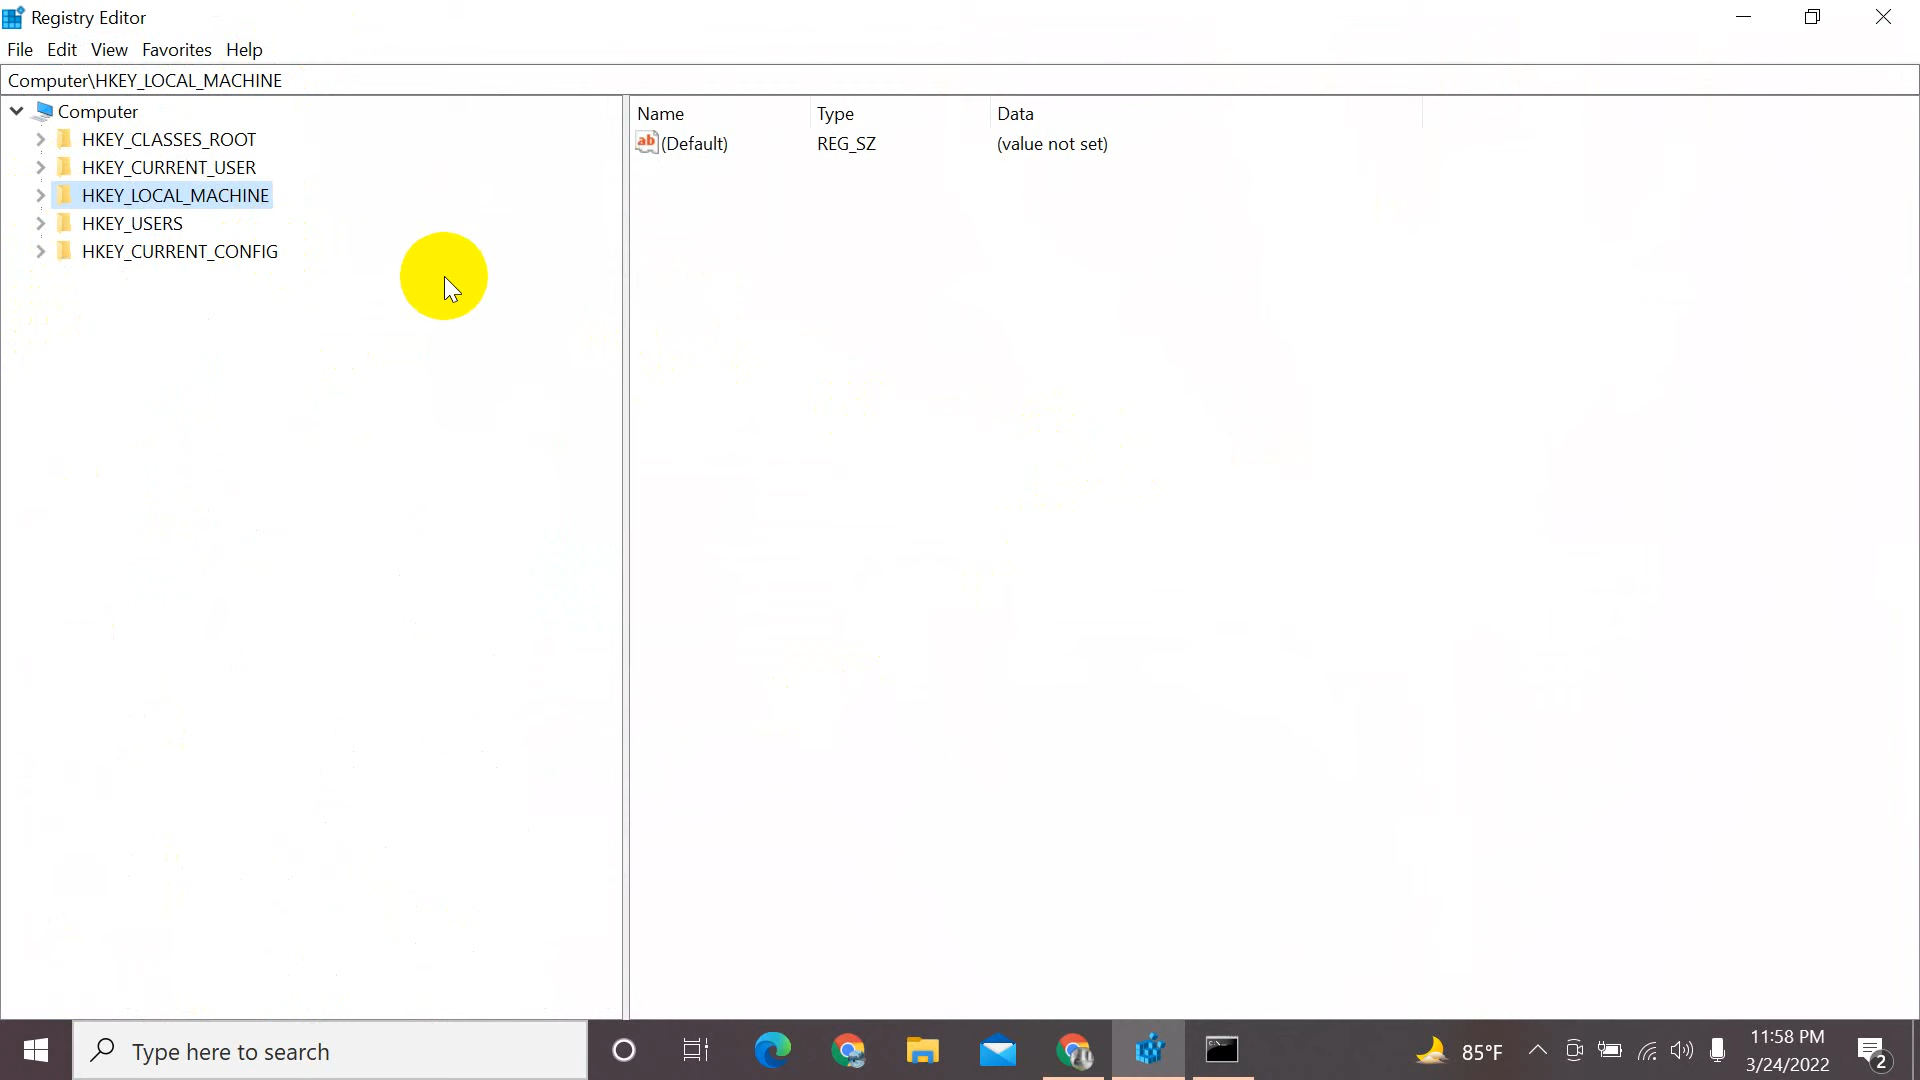 Registry Editor
File Edit View Favorites Help
Computer\HKEY_LOCAL_MACHINE
Computer
HKEY_CLASSES_ROOT
HKEY_CURRENT_USER
HKEY_LOCAL_MACHINE
HKEY_USERS
HKEY_CURRENT_CONFIG
Name Type Data
ab (Default) REG_SZ (value not set)
Type here to search
85°F
11:58 PM
3/24/2022
2